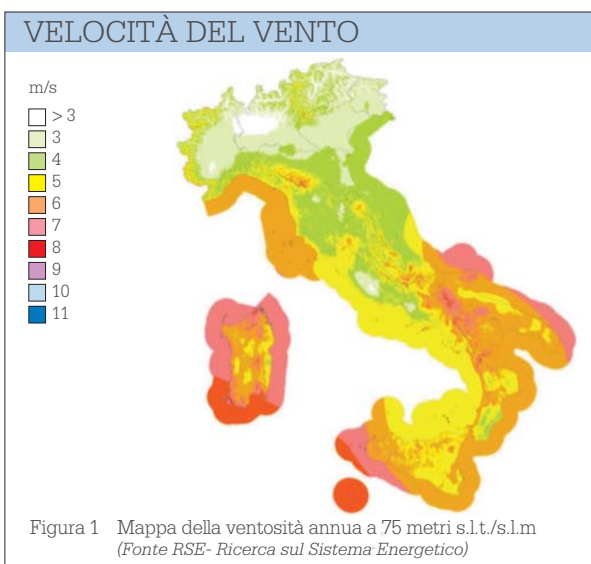 VELOCITÀ DEL VENTO
m/s
> 3
3
4
5
6
7
8
9
10
11
Figura 1 Mappa della ventosità annua a 75 metri s.l.t./s.l.m
(Fonte RSE- Ricerca sul Sistema Energetico)